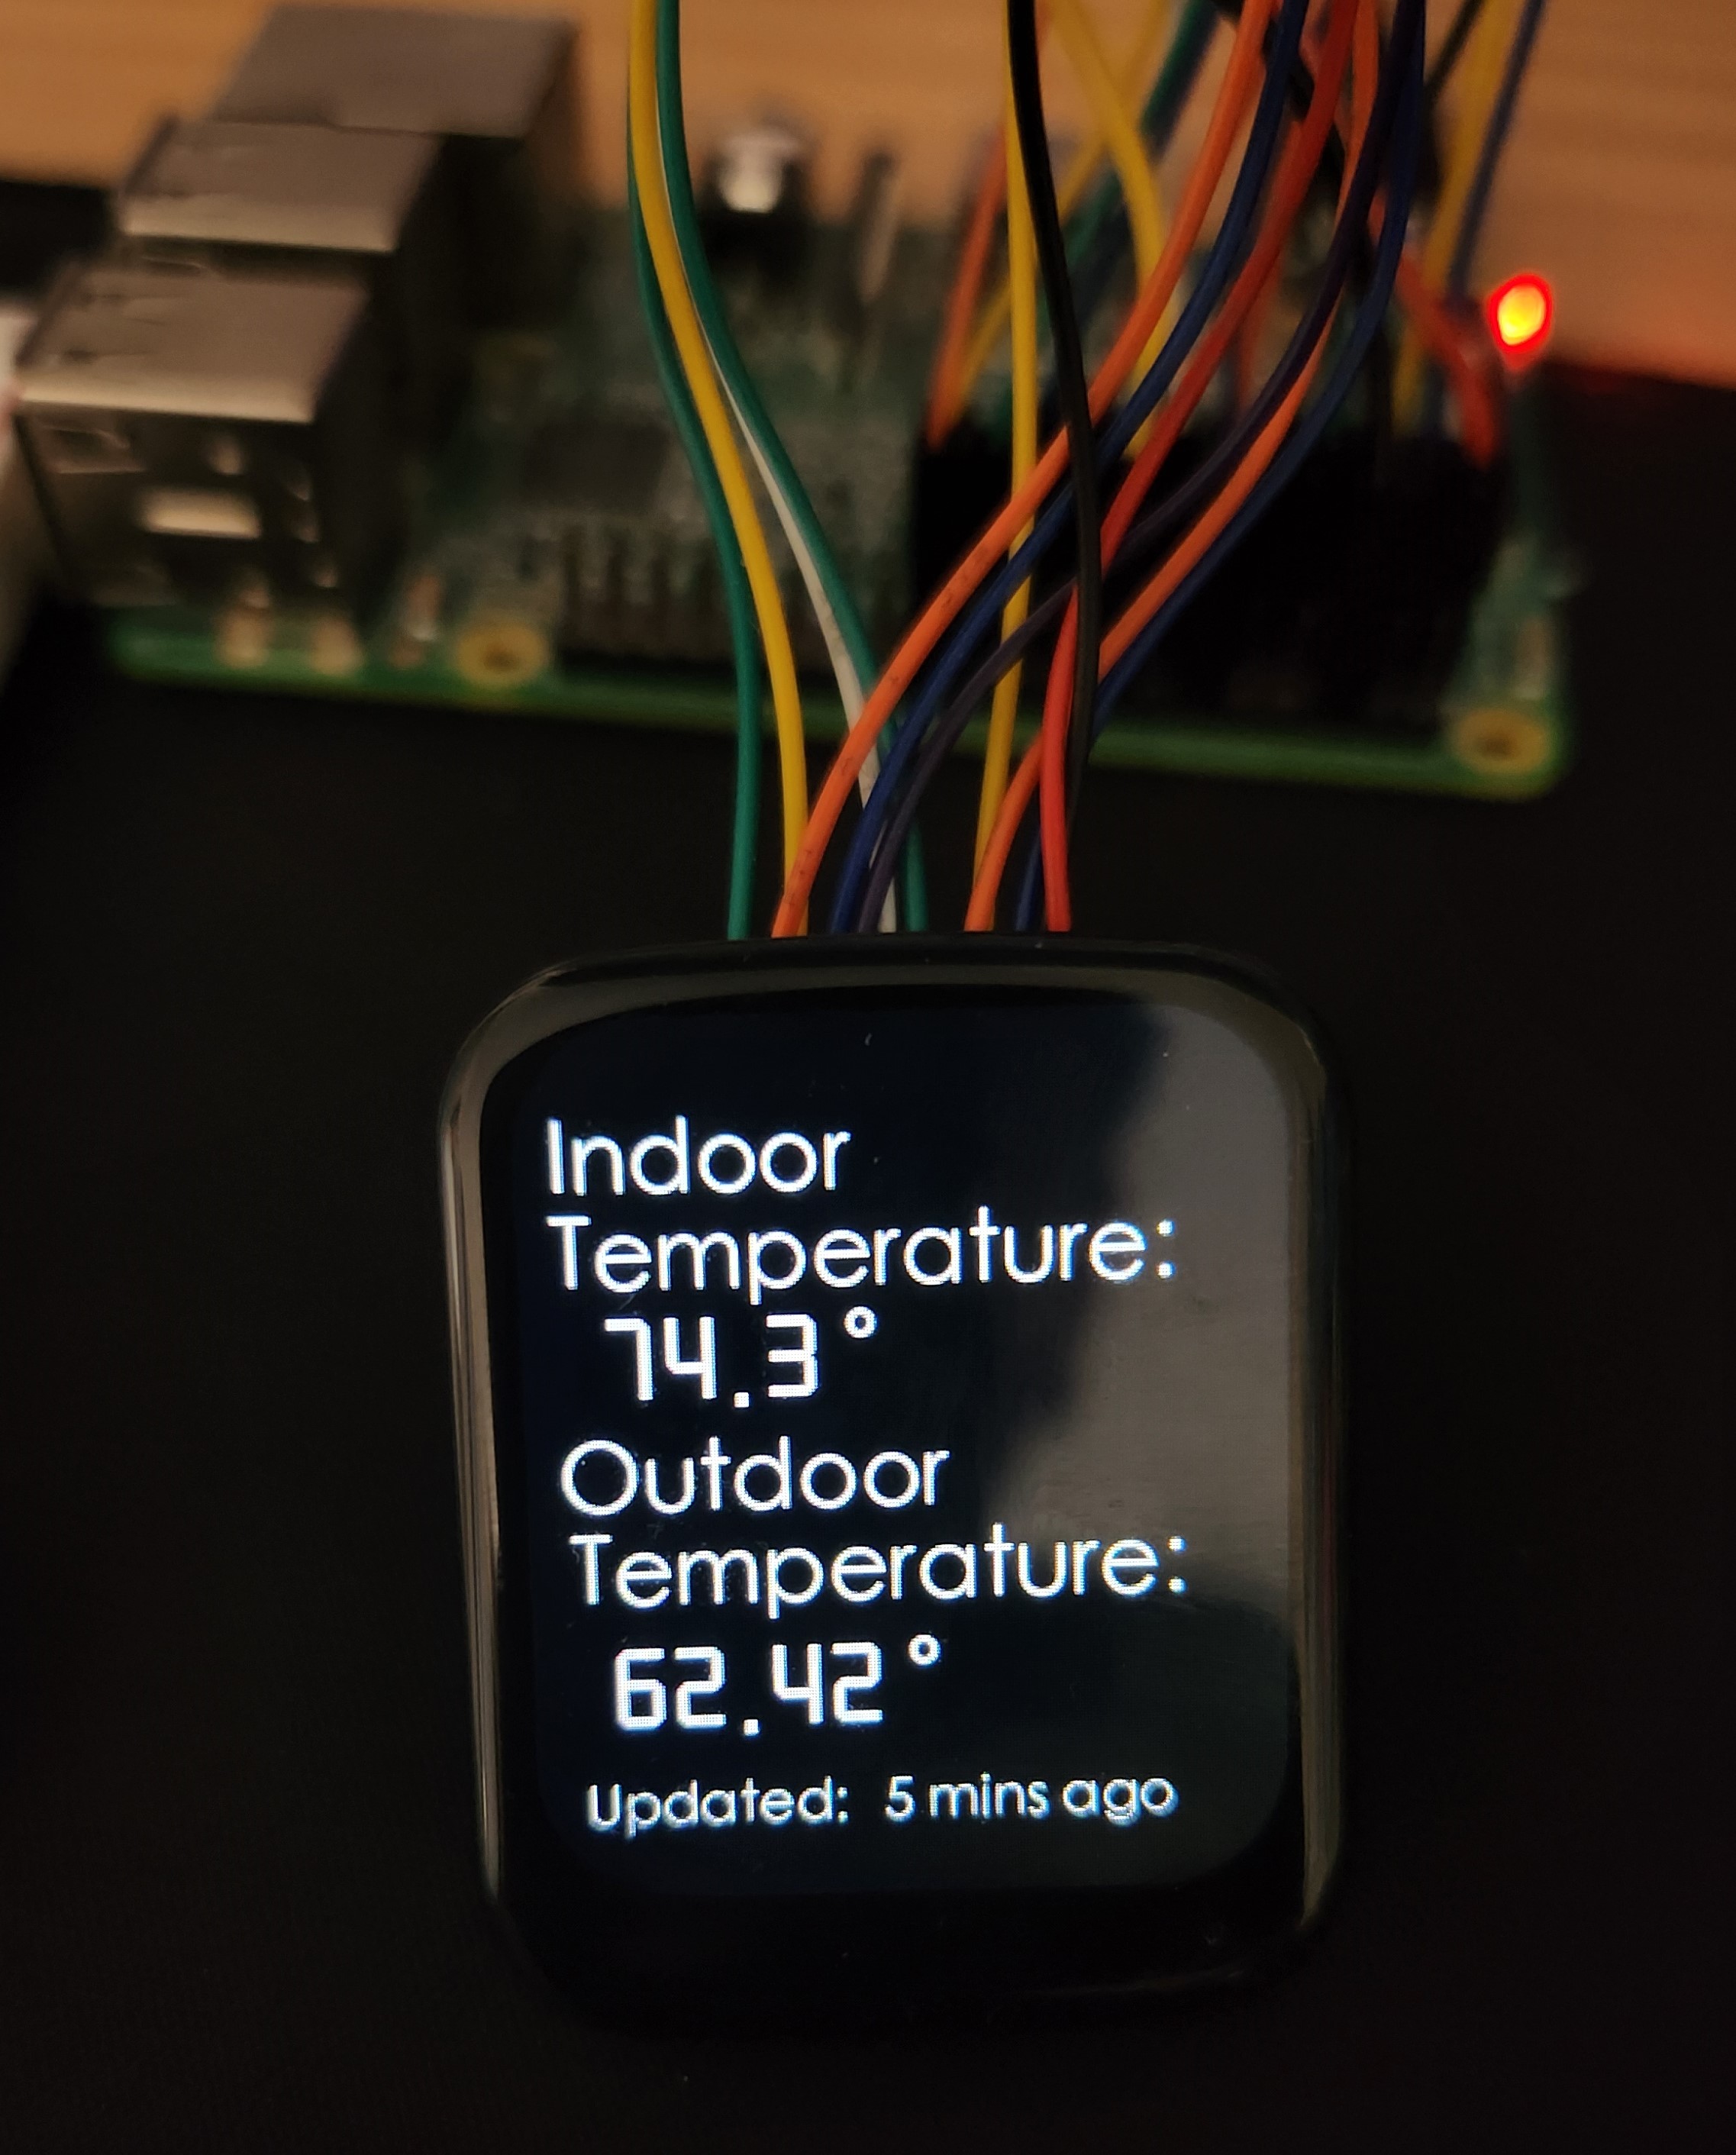 Indoor
Temperature:
74.3°
Outdoor
Temperature:
62.42°
Updated: 5 mins ago